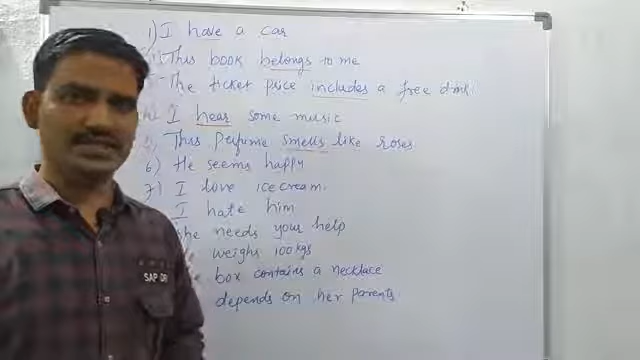 1) I have a car
This book belongs to me
The ticket price includes a free drink
I hear some music
5) This perfume smells like roses
6) He seems happy
7) I love icecream
I hate him
she needs your help
weighs 100kgs
box contains a necklace
depends on her parents
SAP